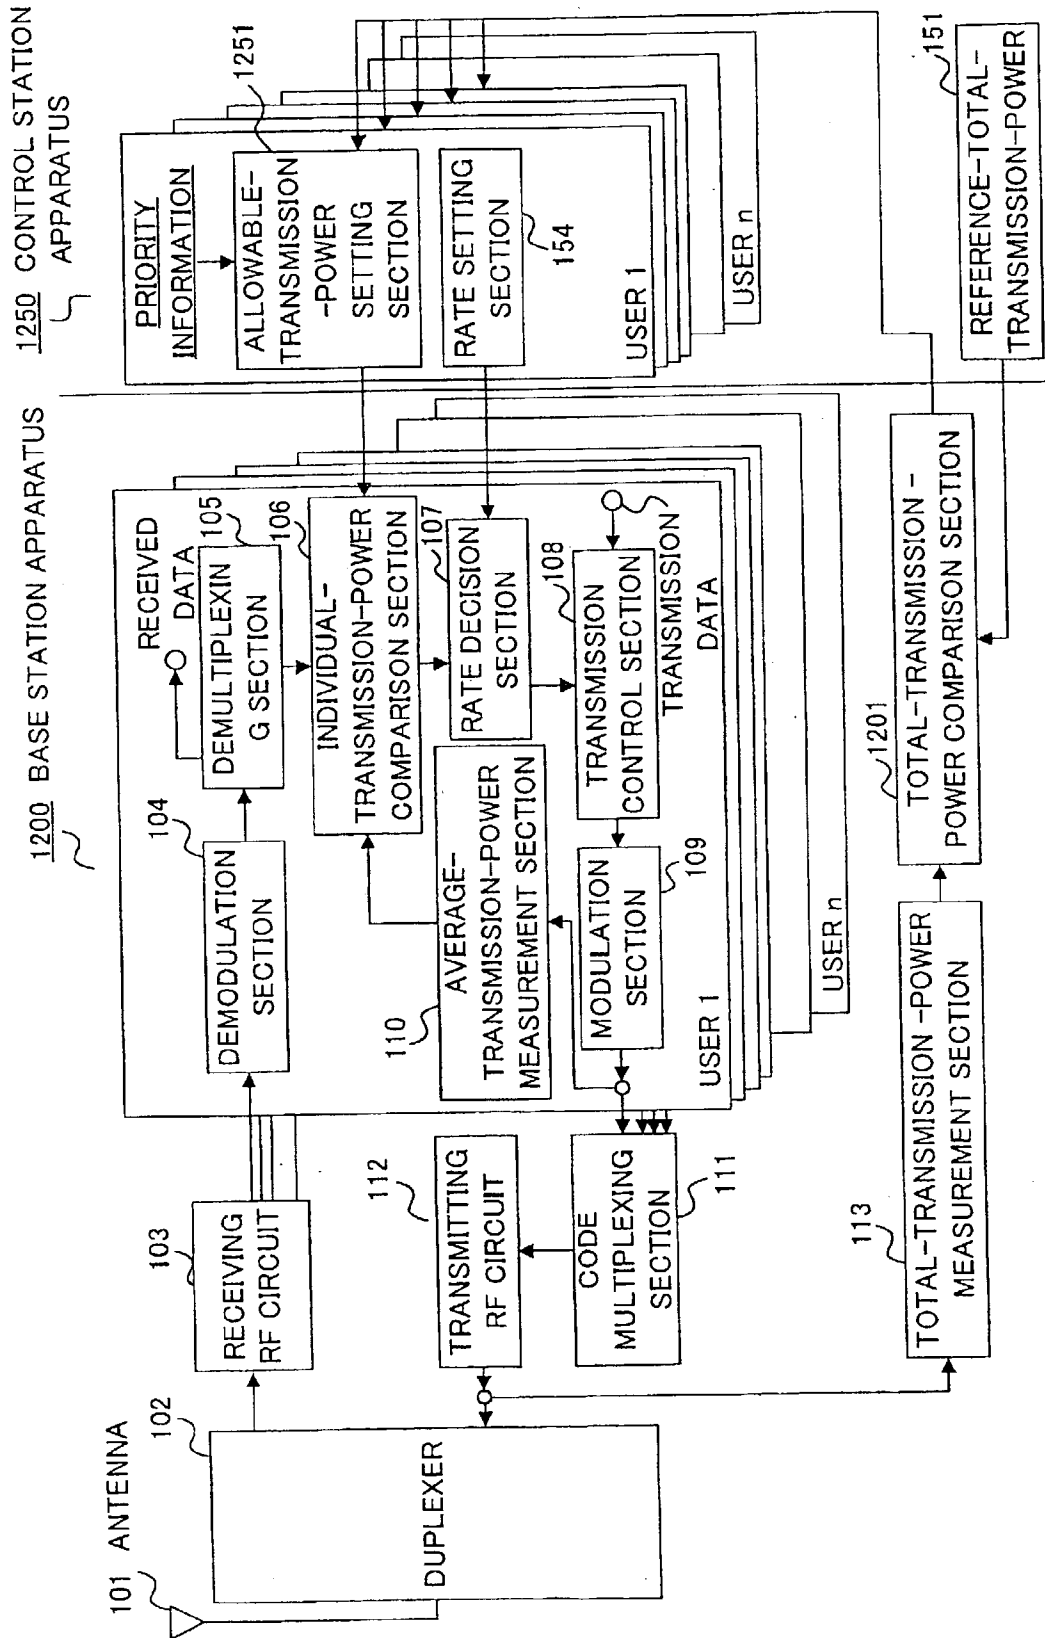 1200 BASE STATION APPARATUS
1250 CONTROL STATION
APPARATUS
101 ANTENNA
102
DUPLEXER
103
RECEIVING
RF CIRCUIT
104
DEMODULATION
SECTION
RECEIVED
DATA
105
DEMULTIPLEXIN
G SECTION
106
INDIVIDUAL-
TRANSMISSION-POWER
COMPARISON SECTION
107
RATE DECISION
SECTION
108
TRANSMISSION
CONTROL SECTION
TRANSMISSION
DATA
109
MODULATION
SECTION
110
AVERAGE-
TRANSMISSION-POWER
MEASUREMENT SECTION
USER 1
USER n
111
CODE
MULTIPLEXING
SECTION
112
TRANSMITTING
RF CIRCUIT
113
TOTAL-TRANSMISSION-POWER
MEASUREMENT SECTION
1201
TOTAL-TRANSMISSION-
POWER COMPARISON SECTION
PRIORITY
INFORMATION
1251
ALLOWABLE-
TRANSMISSION
-POWER
SETTING
SECTION
RATE SETTING
SECTION
154
USER 1
USER n
151
REFERENCE-TOTAL-
TRANSMISSION-POWER